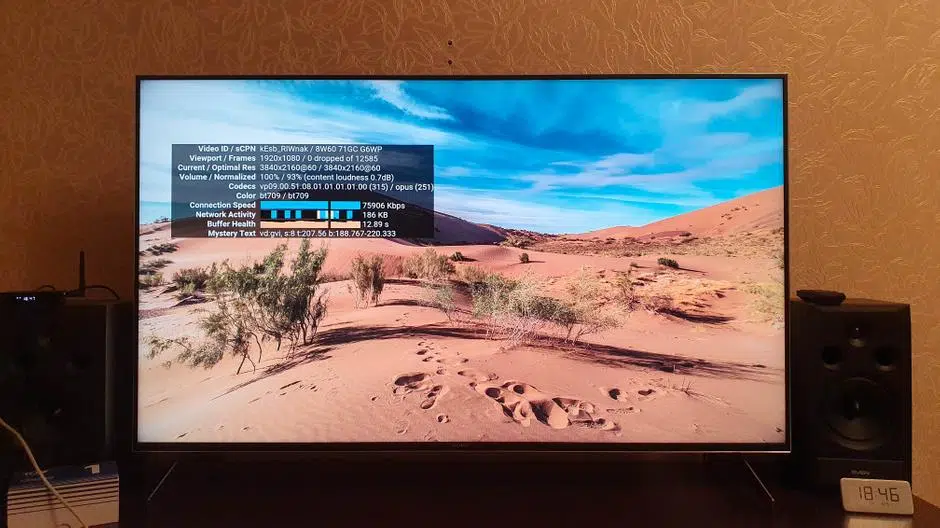 Video ID / sCPN kEsb_RlWnak / 8W60 71GC G6WP
Viewport / Frames 1920x1080 / 0 dropped of 12585
Current / Optimal Res 3840x2160@60 / 3840x2160@60
Volume / Normalized 100% / 93% (content loudness 0.7dB)
Codecs vp09.00.51.08.01.01.01.01.00 (315) / opus (251)
Color bt709 / bt709
Connection Speed 75906 Kbps
Network Activity 186 KB
Buffer Health 12.89 s
Mystery Text vd:gvi, s:8 t:207.56 b:188.767-220.333
SVEN
18:46